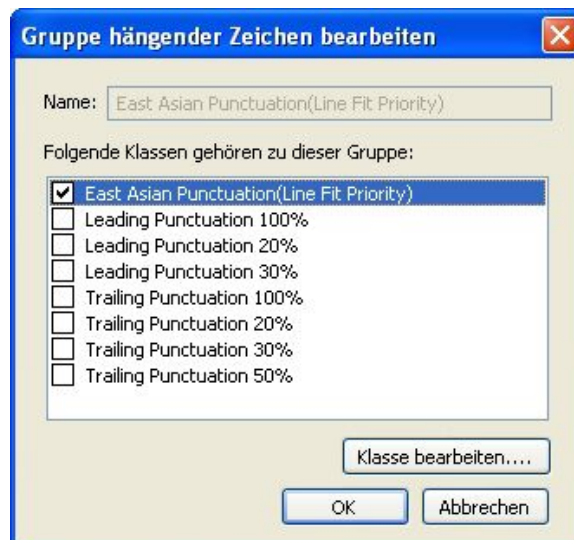 Gruppe hängender Zeichen bearbeiten
Name: East Asian Punctuation(Line Fit Priority)
Folgende Klassen gehören zu dieser Gruppe:
East Asian Punctuation(Line Fit Priority)
Leading Punctuation 100%
Leading Punctuation 20%
Leading Punctuation 30%
Trailing Punctuation 100%
Trailing Punctuation 20%
Trailing Punctuation 30%
Trailing Punctuation 50%
Klasse bearbeiten....
OK Abbrechen